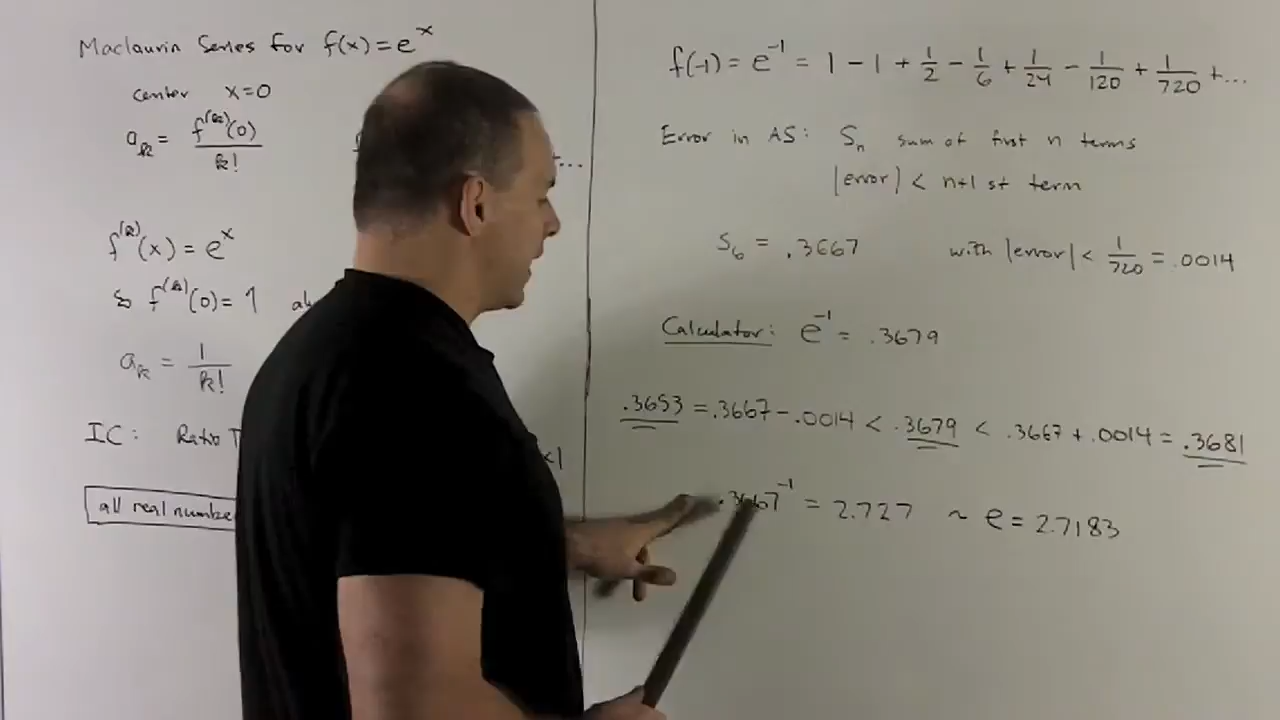 Maclaurin Series for f(x) = e^x
center x=0
a_k = f^(k)(0)/k!
...
f^(k)(x) = e^x
so f^(k)(0) = 1
a_k = 1/k!
IC: Ratio
<1
all real
f(-1) = e^-1 = 1 - 1 + 1/2 - 1/6 + 1/24 - 1/120 + 1/720 + ...
Error in AS: S_n sum of first n terms
|error| < n+1 st term
S_6 = .3667 with |error| < 1/720 = .0014
Calculator: e^-1 = .3679
.3653 = .3667 - .0014 < .3679 < .3667 + .0014 = .3681
.3667^-1 = 2.727 ~ e = 2.7183